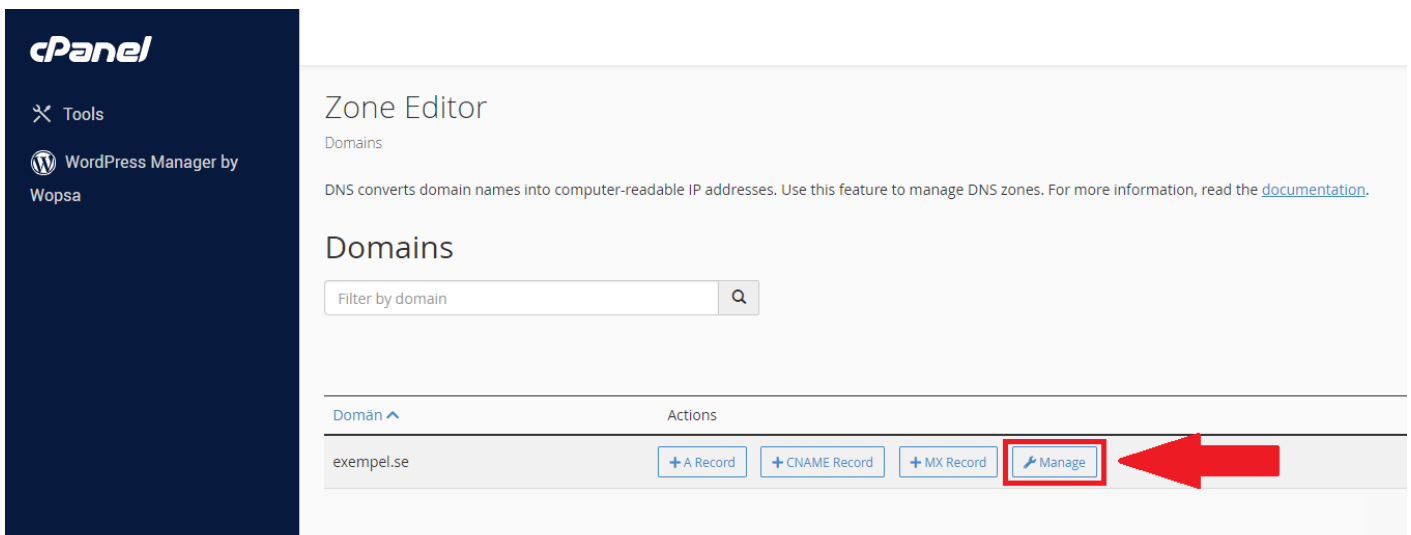 cPanel
Tools
WordPress Manager by
Wopsa
Zone Editor
Domains
DNS converts domain names into computer-readable IP addresses. Use this feature to manage DNS zones. For more information, read the documentation.
Domains
Filter by domain
Domän Actions
exempel.se + A Record + CNAME Record + MX Record Manage